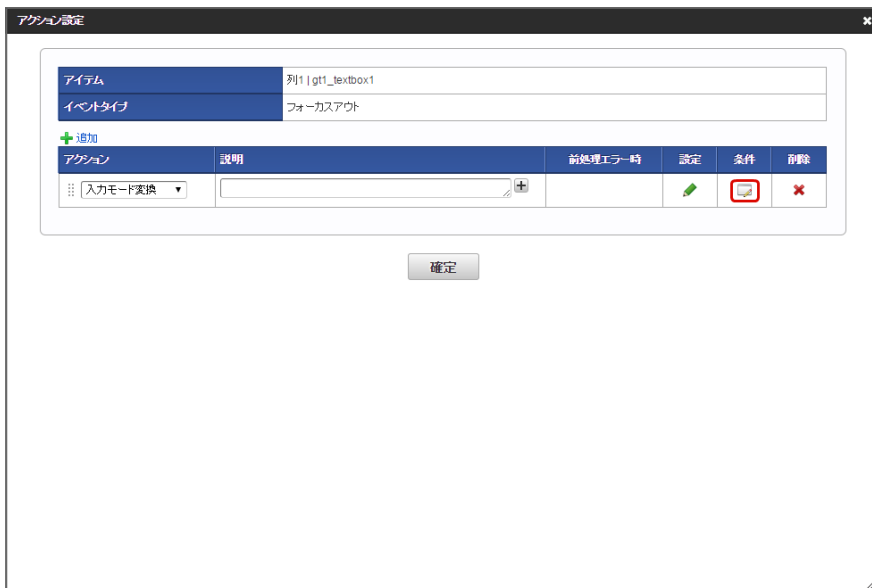 アクション設定
アイテム 列1 | gt1_textbox1
イベントタイプ フォーカスアウト
追加
アクション 説明 前処理エラー時 設定 条件 削除
入力モード変換
確定